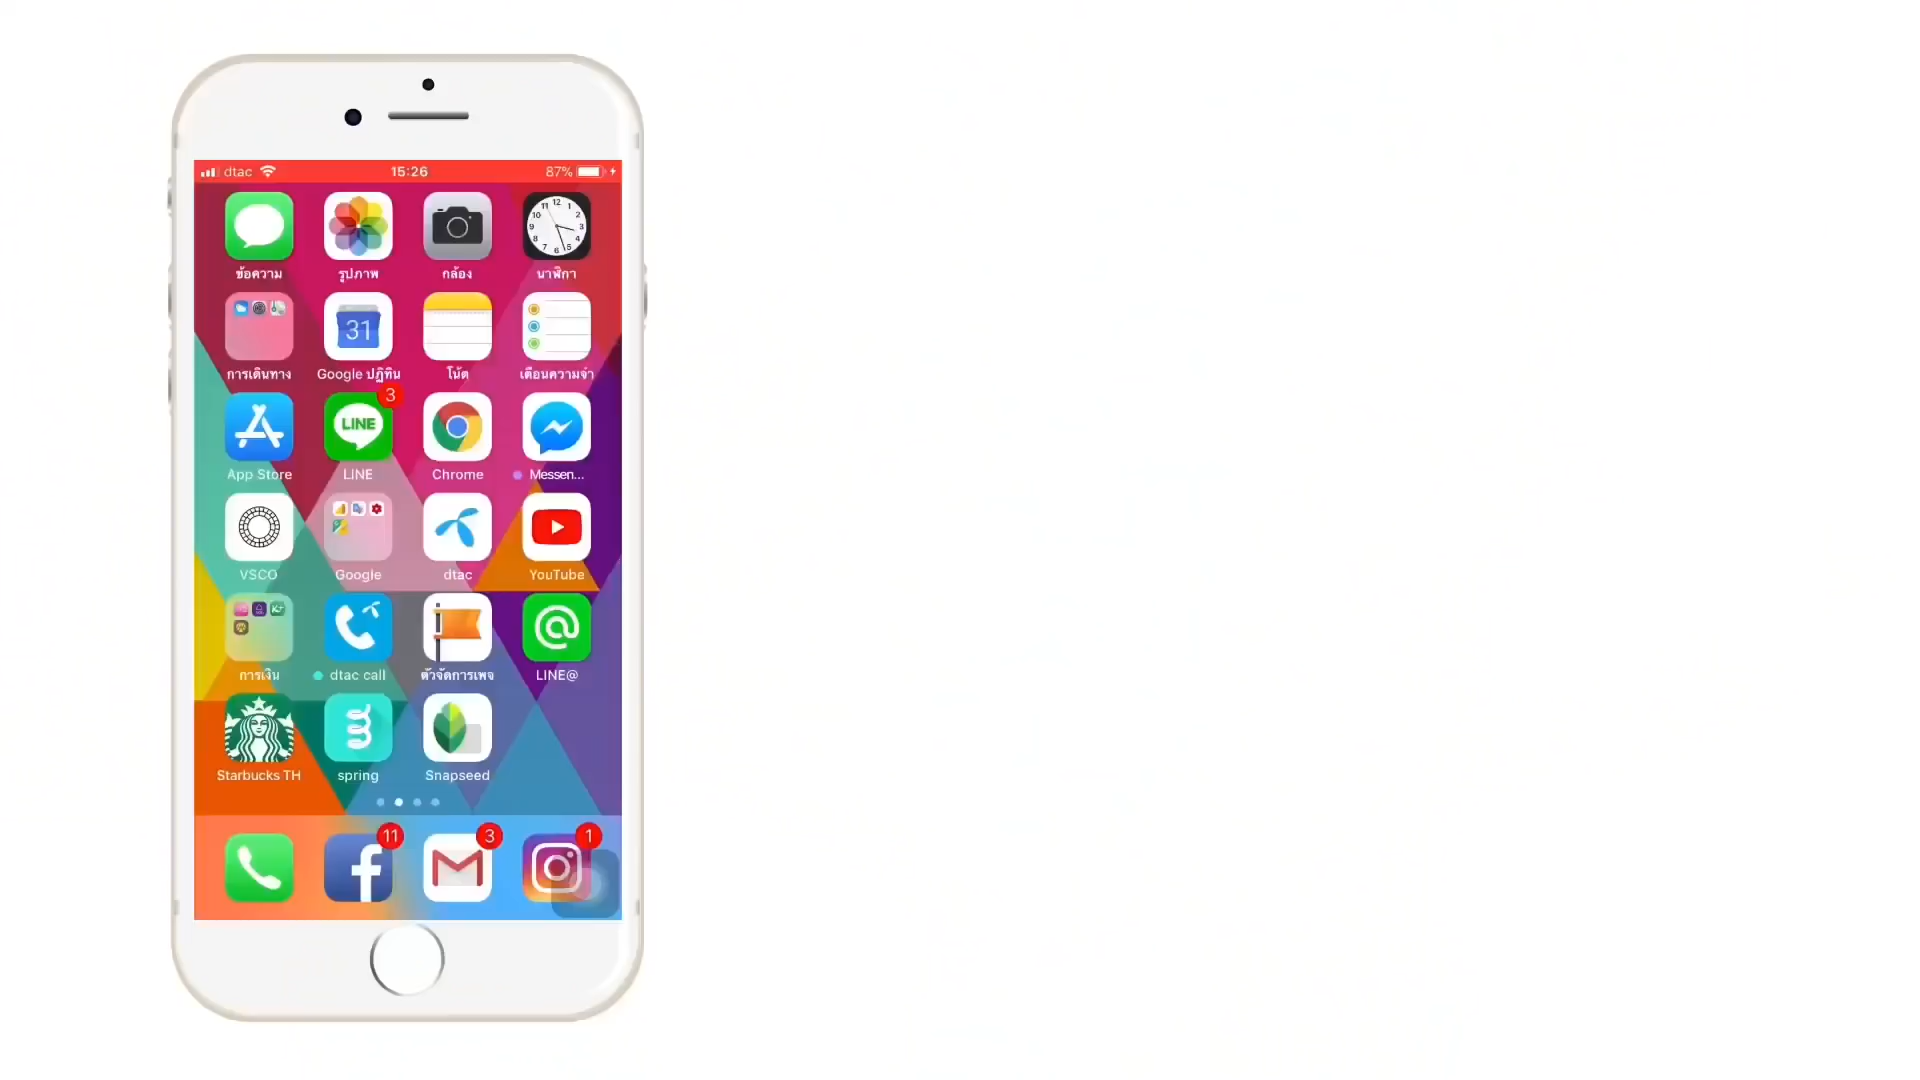 dtac 15:26 87%
ข้อความ รูปภาพ กล้อง นาฬิกา
31
การเดินทาง Google ปฏิทิน โน้ต เตือนความจำ
3
LINE
App Store LINE Chrome Messen...
VSCO Google dtac YouTube
การเงิน dtac call ตัวจัดการเพจ LINE@
Starbucks TH spring Snapseed
11 3 1